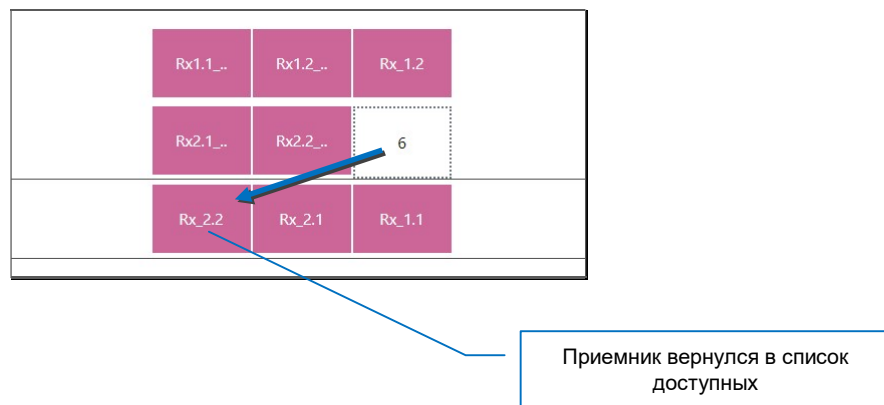 Rx1.1_.. Rx1.2_.. Rx_1.2
Rx2.1_.. Rx2.2_.. 6
Rx_2.2 Rx_2.1 Rx_1.1
Приемник вернулся в список
доступных